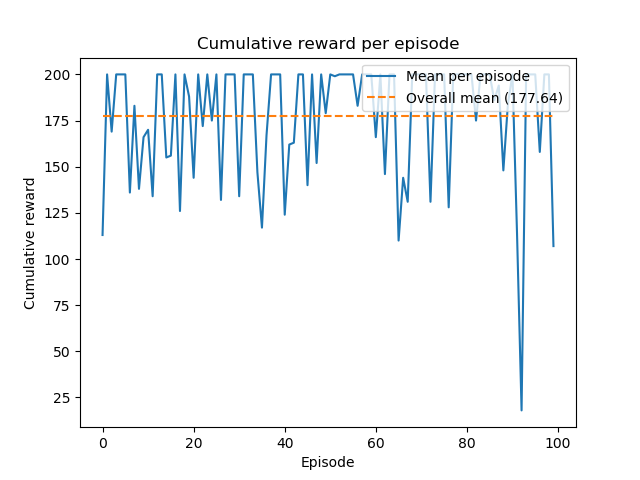 Cumulative reward per episode
Mean per episode
Overall mean (177.64)
200
175
150
125
100
75
50
25
Cumulative reward
0 20 40 60 80 100
Episode